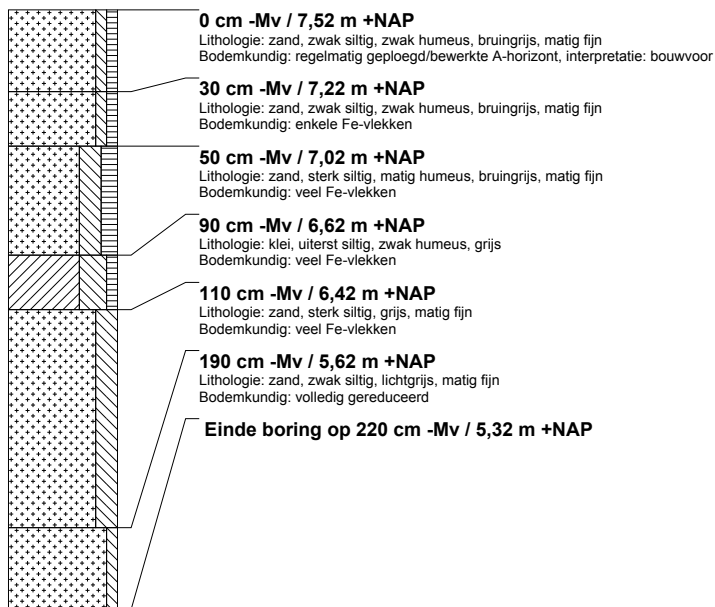 0 cm -Mv / 7,52 m +NAP
Lithologie: zand, zwak siltig, zwak humeus, bruingrijs, matig fijn
Bodemkundig: regelmatig geploegd/bewerkte A-horizont, interpretatie: bouwvoor
30 cm -Mv / 7,22 m +NAP
Lithologie: zand, zwak siltig, zwak humeus, bruingrijs, matig fijn
Bodemkundig: enkele Fe-vlekken
50 cm -Mv / 7,02 m +NAP
Lithologie: zand, sterk siltig, matig humeus, bruingrijs, matig fijn
Bodemkundig: veel Fe-vlekken
90 cm -Mv / 6,62 m +NAP
Lithologie: klei, uiterst siltig, zwak humeus, grijs
Bodemkundig: veel Fe-vlekken
110 cm -Mv / 6,42 m +NAP
Lithologie: zand, sterk siltig, grijs, matig fijn
Bodemkundig: veel Fe-vlekken
190 cm -Mv / 5,62 m +NAP
Lithologie: zand, zwak siltig, lichtgrijs, matig fijn
Bodemkundig: volledig gereduceerd
Einde boring op 220 cm -Mv / 5,32 m +NAP